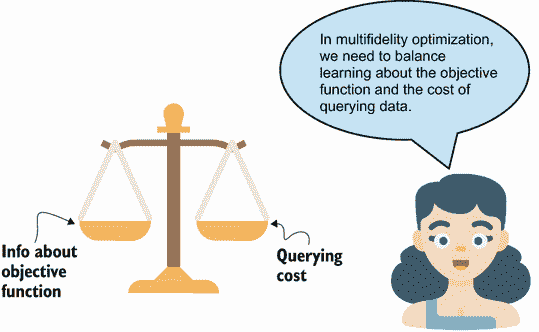 In multifidelity optimization,
we need to balance
learning about the objective
function and the cost of
querying data.
Info about
objective
function
Querying
cost